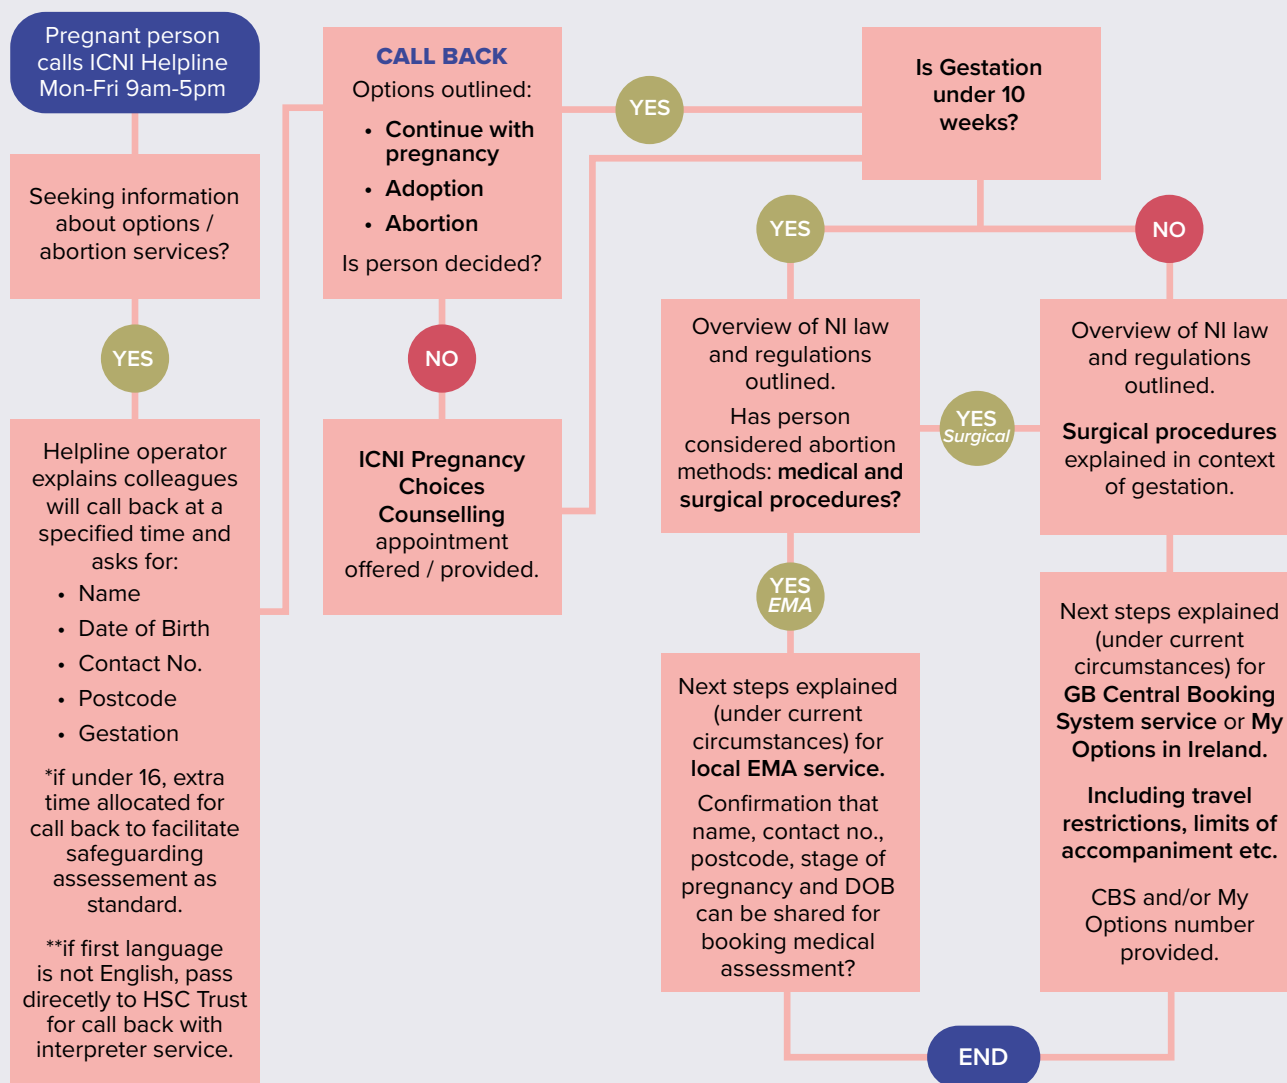 Pregnant person
calls ICNI Helpline
Mon-Fri 9am-5pm
Seeking information
about options /
abortion services?
YES
Helpline operator
explains colleagues
will call back at a
specified time and
asks for:
• Name
• Date of Birth
• Contact No.
• Postcode
• Gestation
*if under 16, extra
time allocated for
call back to facilitate
safeguarding
assessement as
standard.
**if first language
is not English, pass
direcetly to HSC Trust
for call back with
interpreter service.
CALL BACK
Options outlined:
• Continue with
pregnancy
• Adoption
• Abortion
Is person decided?
YES
NO
ICNI Pregnancy
Choices
Counselling
appointment
offered / provided.
Is Gestation
under 10
weeks?
YES
NO
Overview of NI law
and regulations
outlined.
Has person
considered abortion
methods: medical and
surgical procedures?
YES
Surgical
YES
EMA
Next steps explained
(under current
circumstances) for
local EMA service.
Confirmation that
name, contact no.,
postcode, stage of
pregnancy and DOB
can be shared for
booking medical
assessment?
Overview of NI law
and regulations
outlined.
Surgical procedures
explained in context
of gestation.
Next steps explained
(under current
circumstances) for
GB Central Booking
System service or My
Options in Ireland.
Including travel
restrictions, limits of
accompaniment etc.
CBS and/or My
Options number
provided.
END